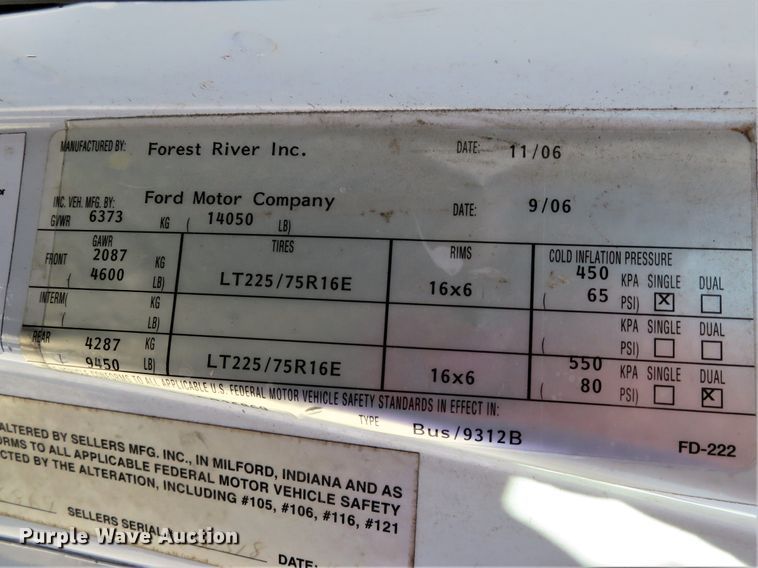 MANUFACTURED BY: Forest River Inc. DATE: 11/06
INC. VEH. MFG. BY: Ford Motor Company DATE: 9/06
GVWR 6373 KG ( 14050 LB)
GAWR TIRES RIMS COLD INFLATION PRESSURE
FRONT 2087 KG LT225/75R16E 16x6 450 KPA SINGLE DUAL
( 4600 LB) ( 65 PSI) ☒ ☐
INTERM( KG KPA SINGLE DUAL
LB) ( PSI) ☐ ☐
REAR 4287 KG LT225/75R16E 16x6 550 KPA SINGLE DUAL
( 9450 LB) ( 80 PSI) ☐ ☒
CONFORMS TO ALL APPLICABLE U.S. FEDERAL MOTOR VEHICLE SAFETY STANDARDS IN EFFECT IN:
TYPE Bus/9312B
FD-222
ALTERED BY SELLERS MFG. INC., IN MILFORD, INDIANA AND AS
ORMS TO ALL APPLICABLE FEDERAL MOTOR VEHICLE SAFETY
CTED BY THE ALTERATION, INCLUDING #105, #106, #116, #121
SELLERS SERIAL
DATE:
Purple Wave Auction